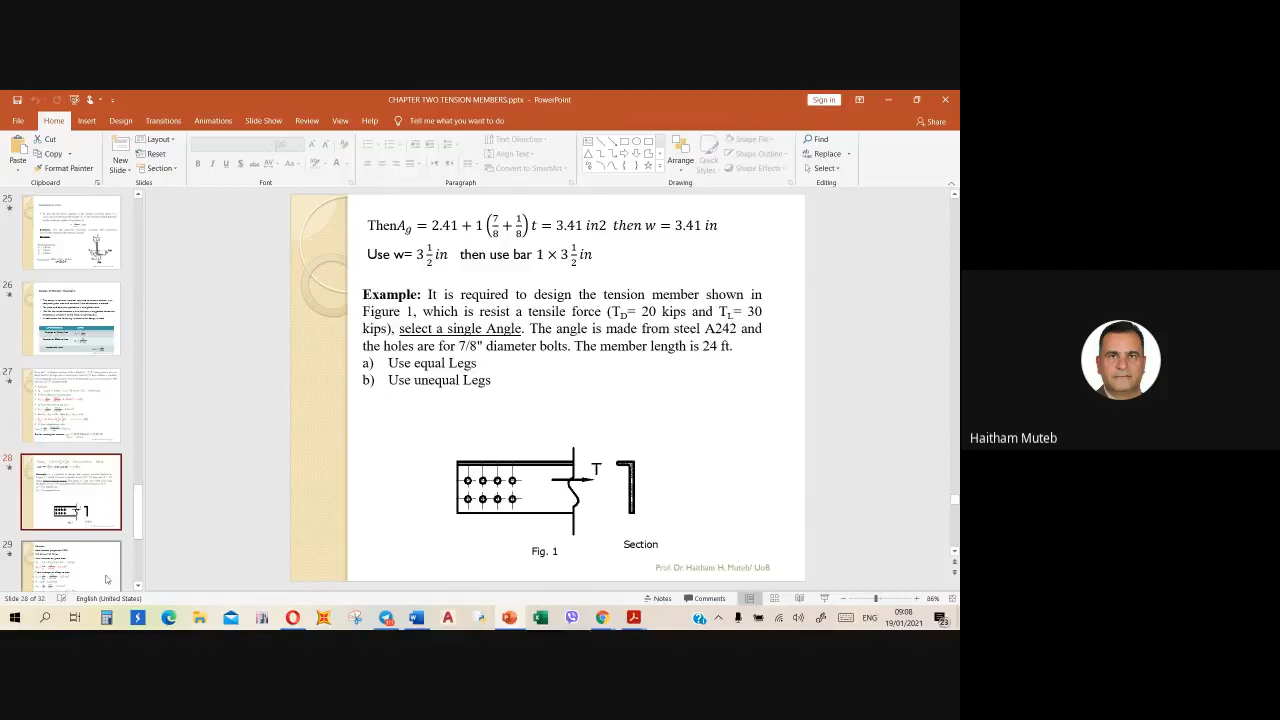 CHAPTER TWO TENSION MEMBERS.pptx - PowerPoint
Sign in
File Home Insert Design Transitions Animations Slide Show Review View Help Tell me what you want to do Share
Paste
Cut
Copy
Format Painter
Clipboard
New
Slide
Layout
Reset
Section
Slides
Font
Text Direction
Align Text
Convert to SmartArt
Paragraph
Arrange
Quick
Styles
Shape Fill
Shape Outline
Shape Effects
Drawing
Find
Replace
Select
Editing
25
26
27
28
29
Then A_g = 2.41 + 1 * (7/8 + 1/8) t = 3.41 in2 then w = 3.41 in
Use w= 3 1/2 in then use bar 1 × 3 1/2 in
Example: It is required to design the tension member shown in
Figure 1, which is resist a tensile force (TD= 20 kips and TL= 30
kips), select a single Angle. The angle is made from steel A242 and
the holes are for 7/8" diameter bolts. The member length is 24 ft.
a) Use equal Legs
b) Use unequal Legs
T
Fig. 1
Section
Prof. Dr. Haitham H. Muteb/ UoB
Slide 28 of 32 English (United States) Notes Comments 86%
ENG
09:08
19/01/2021
23
Haitham Muteb